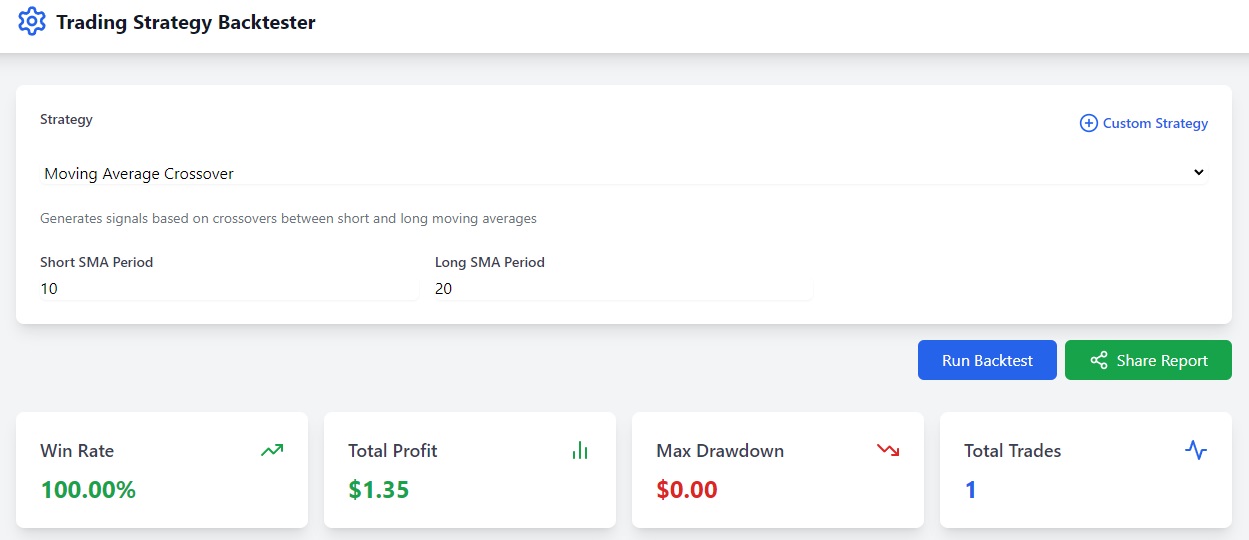 Trading Strategy Backtester
Strategy
Custom Strategy
Moving Average Crossover
Generates signals based on crossovers between short and long moving averages
Short SMA Period
Long SMA Period
10
20
Run Backtest
Share Report
Win Rate
Total Profit
Max Drawdown
Total Trades
100.00%
$1.35
$0.00
1